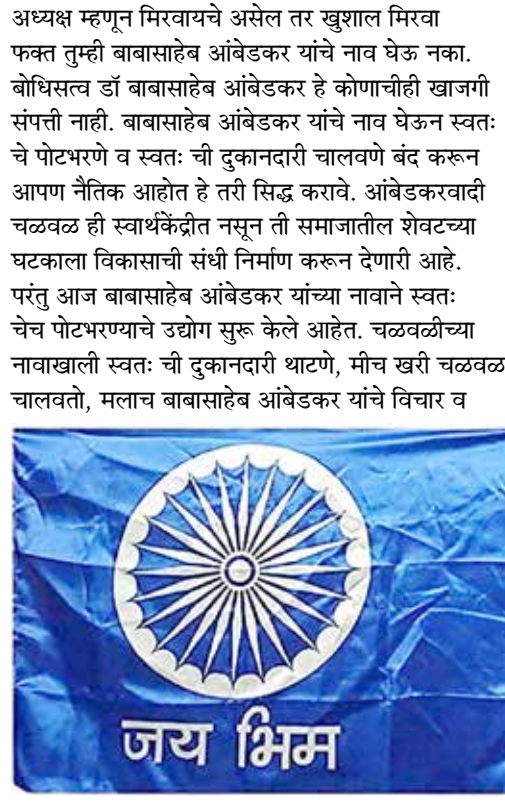 अध्यक्ष म्हणून मिरवायचे असेल तर खुशाल मिरवा
फक्त तुम्ही बाबासाहेब आंबेडकर यांचे नाव घेऊ नका.
बोधिसत्व डॉ बाबासाहेब आंबेडकर हे कोणाचीही खाजगी
संपत्ती नाही. बाबासाहेब आंबेडकर यांचे नाव घेऊन स्वतः
चे पोटभरणे व स्वतः ची दुकानदारी चालवणे बंद करून
आपण नैतिक आहोत हे तरी सिद्ध करावे. आंबेडकरवादी
चळवळ ही स्वार्थकेंद्रीत नसून ती समाजातील शेवटच्या
घटकाला विकासाची संधी निर्माण करून देणारी आहे.
परंतु आज बाबासाहेब आंबेडकर यांच्या नावाने स्वतः
चेच पोटभरण्याचे उद्योग सुरू केले आहेत. चळवळीच्या
नावाखाली स्वतः ची दुकानदारी थाटणे, मीच खरी चळवळ
चालवतो, मलाच बाबासाहेब आंबेडकर यांचे विचार व
जय भिम